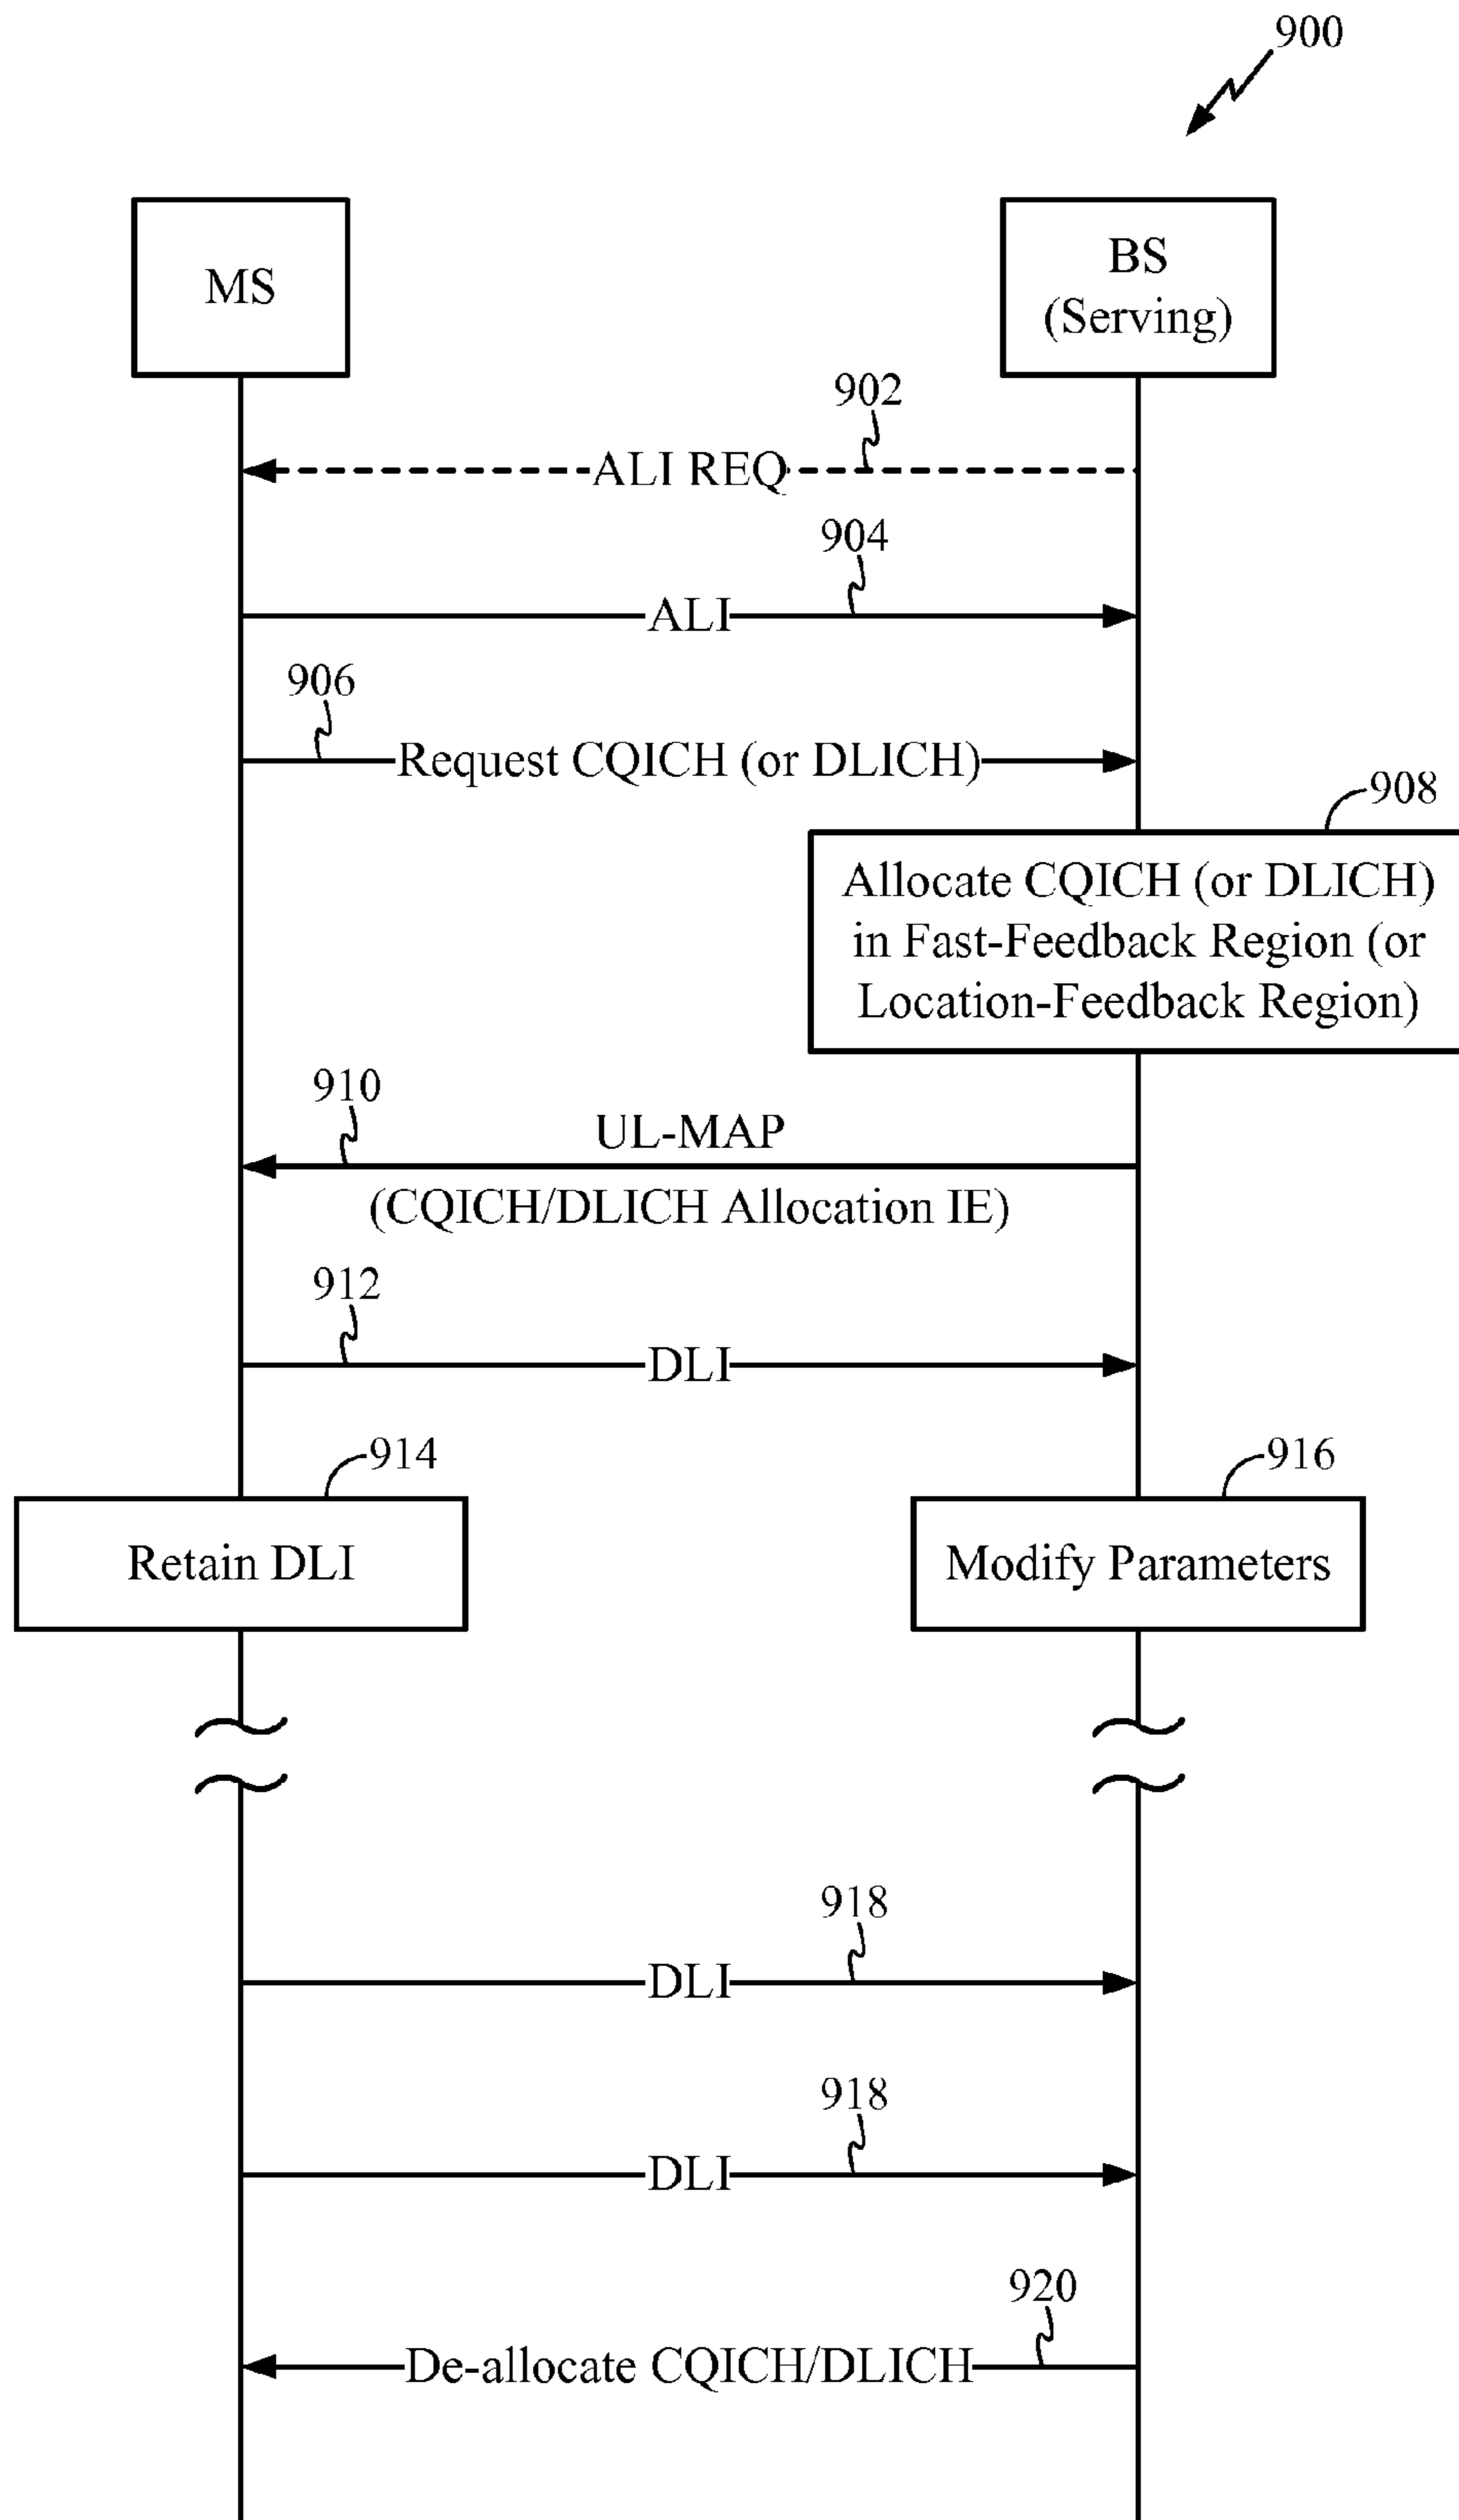 900
MS
BS
(Serving)
902
ALI REQ
904
ALI
906
Request CQICH (or DLICH)
908
Allocate CQICH (or DLICH)
in Fast-Feedback Region (or
Location-Feedback Region)
910
UL-MAP
(CQICH/DLICH Allocation IE)
912
DLI
914
Retain DLI
916
Modify Parameters
918
DLI
918
DLI
920
De-allocate CQICH/DLICH